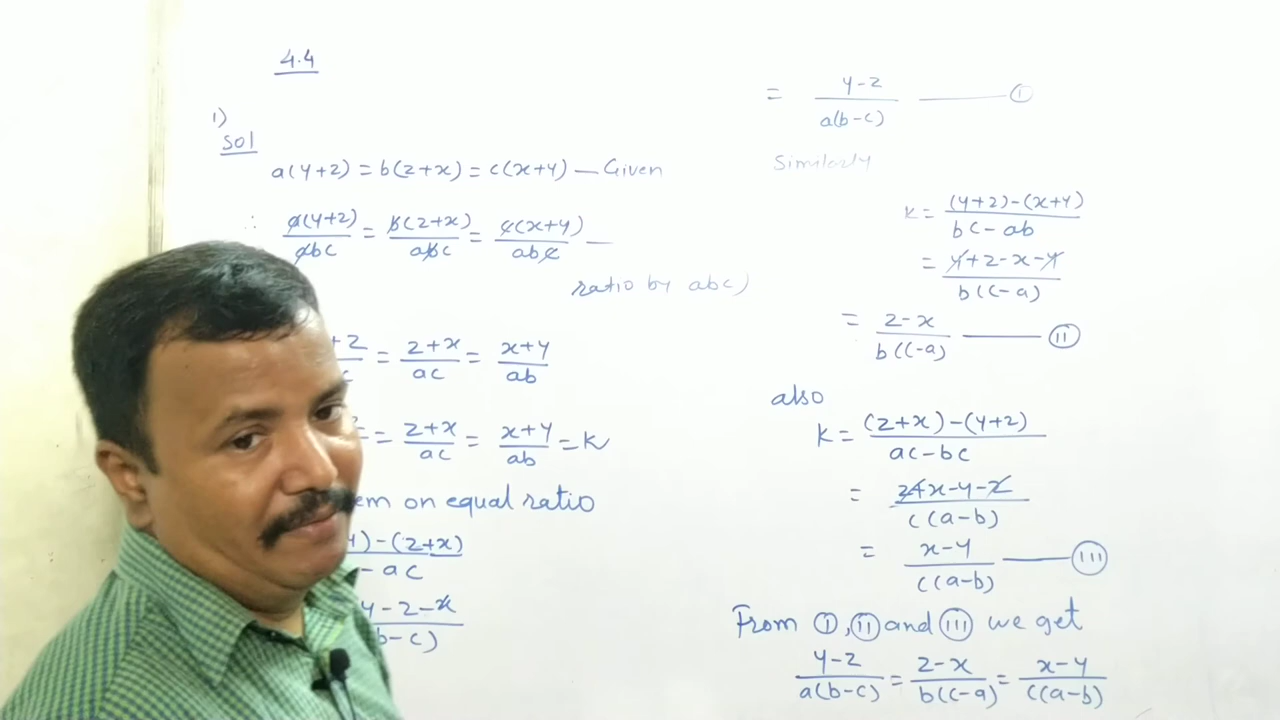 4.4
1)
Sol
a(y+z) = b(z+x) = c(x+y) — Given
∴ a(y+z)/abc = b(z+x)/abc = c(x+y)/abc —
ratio by abc)
+z/c = z+x/ac = x+y/ab
= z+x/ac = x+y/ab = k
em on equal ratio
y)-(z+x)/-ac
y-z-x/b-c)
= y-z/a(b-c) — I
Similarly
k = (y+z)-(x+y)/bc-ab
= y+z-x-y/b(c-a)
= z-x/b(c-a) — II
also
k = (z+x)-(y+z)/ac-bc
= z+x-y-z/c(a-b)
= x-y/c(a-b) — III
From I, II and III we get
y-z/a(b-c) = z-x/b(c-a) = x-y/c(a-b)